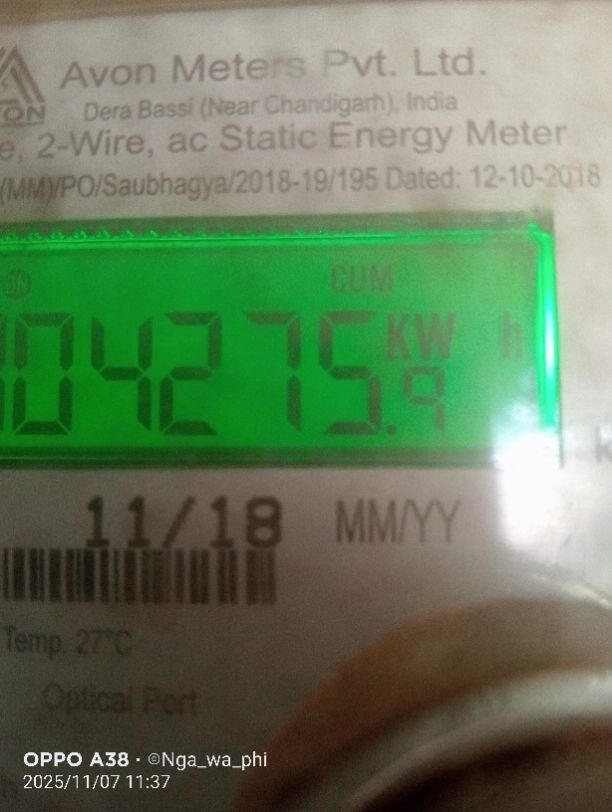 Avon Meters Pvt. Ltd.
Dera Bassi (Near Chandigarh), India
e, 2-Wire, ac Static Energy Meter
(MM)/PO/Saubhagya/2018-19/195 Dated: 12-10-2018
CUM
04275.9 KW h
11/18 MM/YY
Temp. 27°C
Optical Port
OPPO A38 · ©Nga_wa_phi
2025/11/07 11:37